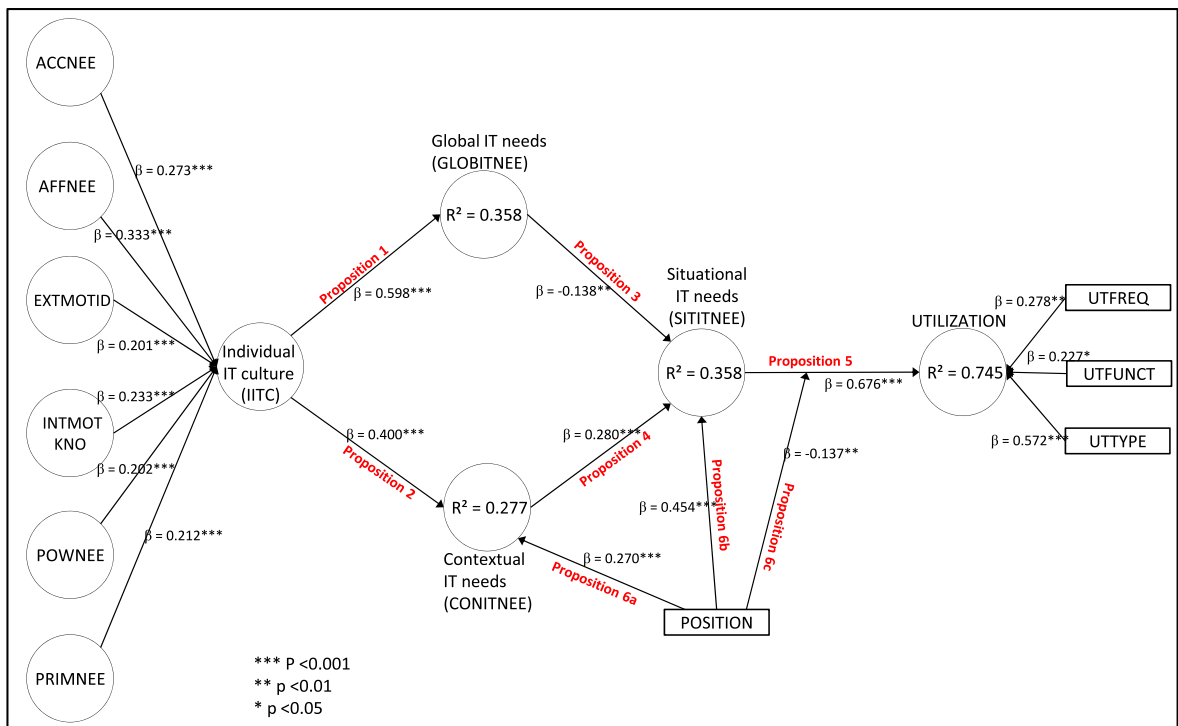 ACCNEE
β = 0.273***
AFFNEE
β = 0.333***
EXTMOTID
β = 0.201***
INTMOT
KNO
β = 0.233***
β = 0.202***
POWNEE
β = 0.212***
PRIMNEE
Individual
IT culture
(IITC)
Global IT needs
(GLOBITNEE)
R² = 0.358
Proposition 1
β = 0.598***
Proposition 2
β = 0.400***
R² = 0.277
Contextual
IT needs
(CONITNEE)
Proposition 3
β = -0.138**
Proposition 4
β = 0.280***
Situational
IT needs
(SITITNEE)
R² = 0.358
Proposition 5
β = 0.676***
UTILIZATION
R² = 0.745
β = 0.278**
UTFREQ
β = 0.227*
UTFUNCT
β = 0.572***
UTTYPE
β = -0.137**
Proposition 6c
β = 0.454***
Proposition 6b
β = 0.270***
Proposition 6a
POSITION
*** P <0.001
** p <0.01
* p <0.05